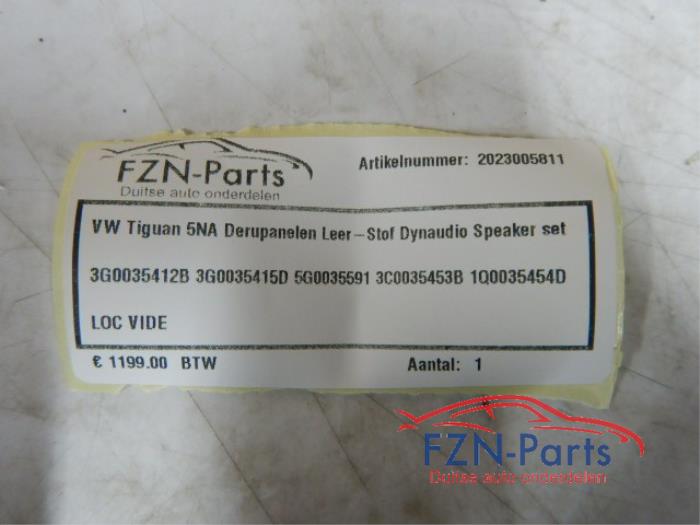 FZN-Parts
Duitse auto onderdelen
Artikelnummer: 2023005811
VW Tiguan 5NA Derupanelen Leer-Stof Dynaudio Speaker set
3G0035412B 3G0035415D 5G0035591 3C0035453B 1Q0035454D
LOC VIDE
€ 1199.00 BTW
Aantal: 1
FZN-Parts
Duitse auto onderdelen